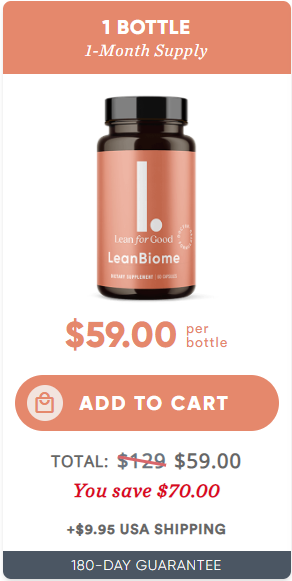 1 BOTTLE
1-Month Supply
Lean for Good
LeanBiome
DIETARY SUPPLEMENT | 30 CAPSULES
$59.00 per
bottle
ADD TO CART
TOTAL: $129 $59.00
You save $70.00
+$9.95 USA SHIPPING
180-DAY GUARANTEE